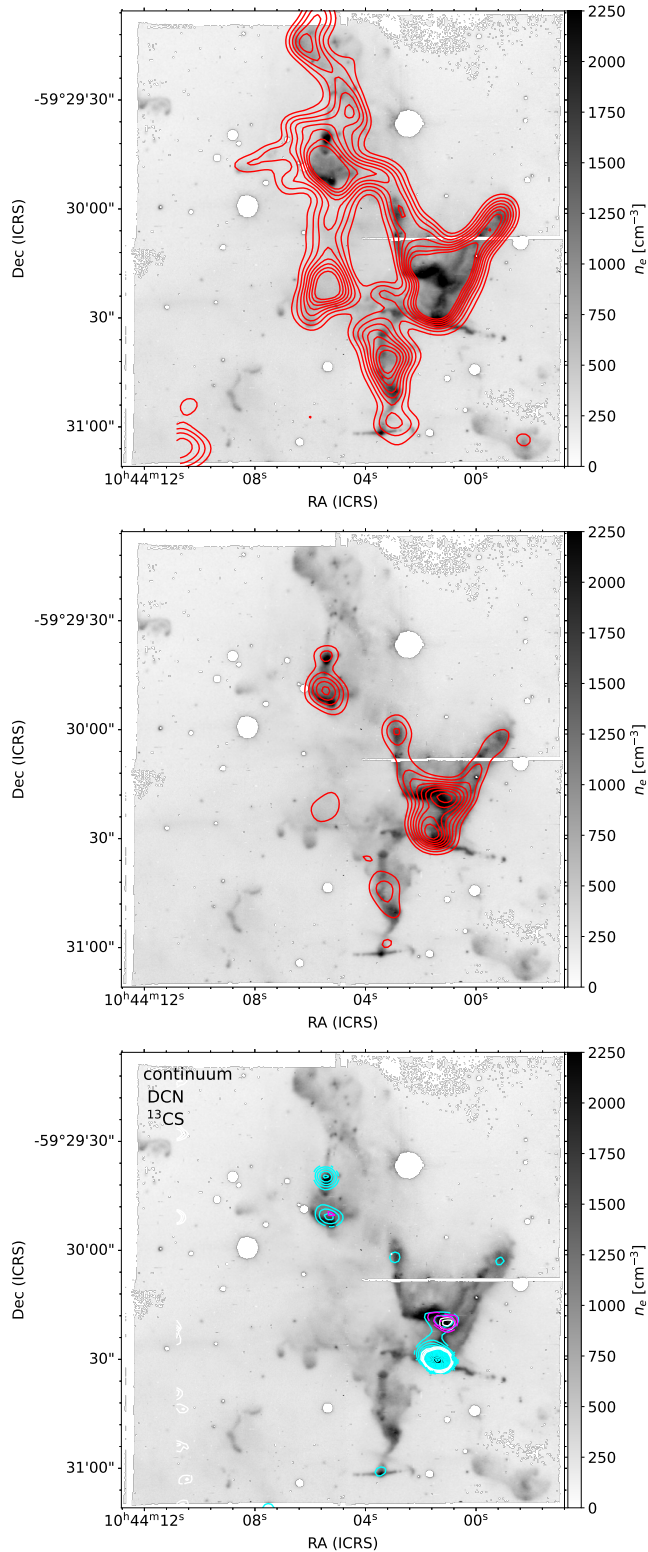 2250
2000
1750
1500
1250
1000
750
500
250
0
nₑ [cm⁻³]
-59°29'30"
30'00"
30"
31'00"
Dec (ICRS)
10ʰ44ᵐ12ˢ 08ˢ 04ˢ 00ˢ
RA (ICRS)
2250
2000
1750
1500
1250
1000
750
500
250
0
nₑ [cm⁻³]
-59°29'30"
30'00"
30"
31'00"
Dec (ICRS)
10ʰ44ᵐ12ˢ 08ˢ 04ˢ 00ˢ
RA (ICRS)
continuum
DCN
¹³CS
2250
2000
1750
1500
1250
1000
750
500
250
0
nₑ [cm⁻³]
-59°29'30"
30'00"
30"
31'00"
Dec (ICRS)
10ʰ44ᵐ12ˢ 08ˢ 04ˢ 00ˢ
RA (ICRS)